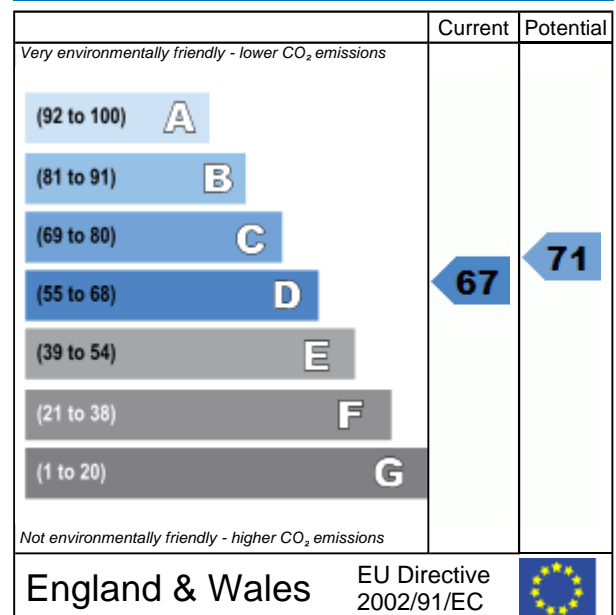 Current Potential
Very environmentally friendly - lower CO₂ emissions
(92 to 100) A
(81 to 91) B
(69 to 80) C
(55 to 68) D
(39 to 54) E
(21 to 38) F
(1 to 20) G
67
71
Not environmentally friendly - higher CO₂ emissions
England & Wales
EU Directive
2002/91/EC